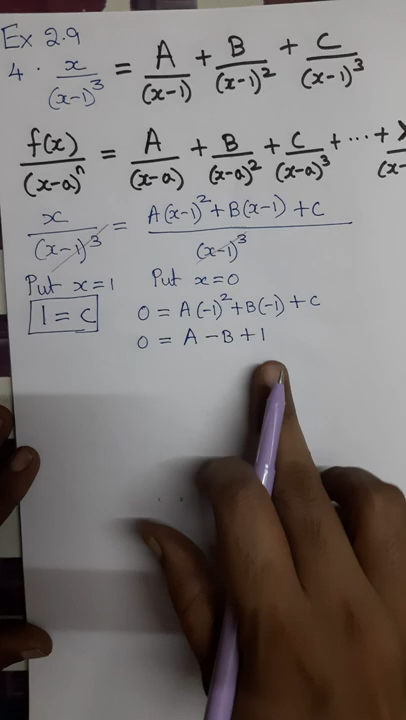 Ex 2.9
4. x/(x-1)³ = A/(x-1) + B/(x-1)² + C/(x-1)³
f(x)/(x-a)ⁿ = A/(x-a) + B/(x-a)² + C/(x-a)³ + ... +
x/(x-1)³ = A(x-1)² + B(x-1) + C/(x-1)³
Put x=1 Put x=0
1 = C 0 = A(-1)² + B(-1) + C
0 = A - B + 1